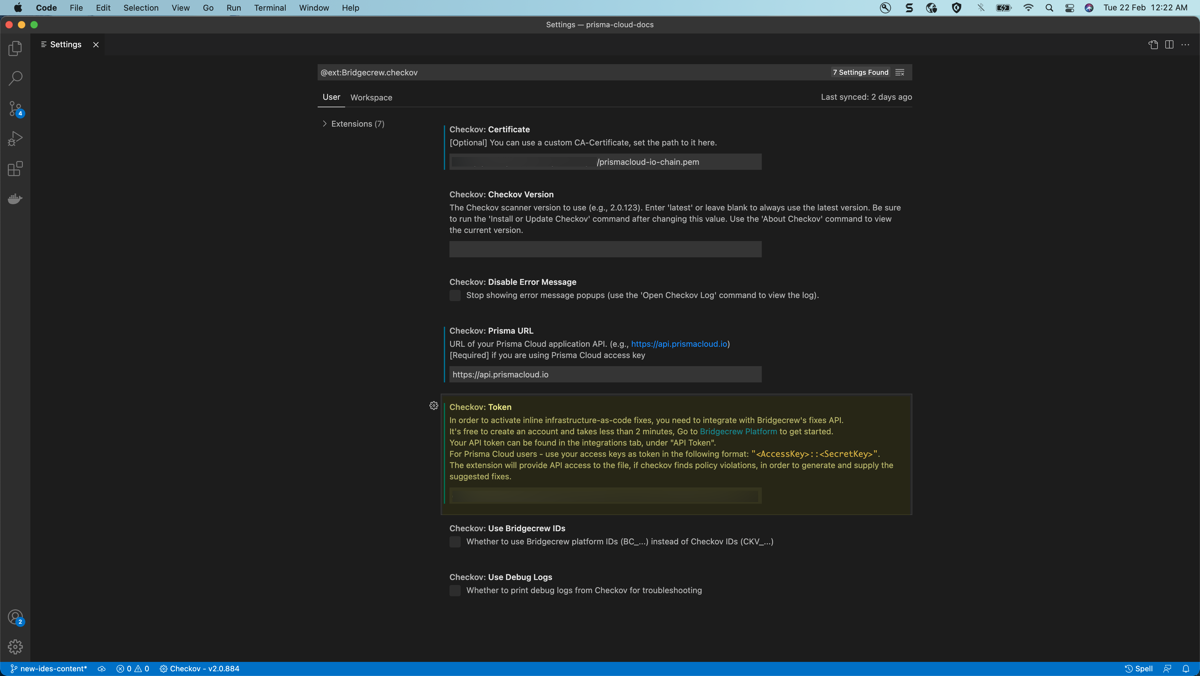 Code File Edit Selection View Go Run Terminal Window Help Tue 22 Feb 12:22 AM
Settings — prisma-cloud-docs
Settings
@ext:Bridgecrew.checkov 7 Settings Found
User Workspace Last synced: 2 days ago
Extensions (7)
Checkov: Certificate
[Optional] You can use a custom CA-Certificate, set the path to it here.
/prismacloud-io-chain.pem
Checkov: Checkov Version
The Checkov scanner version to use (e.g., 2.0.123). Enter 'latest' or leave blank to always use the latest version. Be sure
to run the 'Install or Update Checkov' command after changing this value. Use the 'About Checkov' command to view
the current version.
Checkov: Disable Error Message
Stop showing error message popups (use the 'Open Checkov Log' command to view the log).
Checkov: Prisma URL
URL of your Prisma Cloud application API. (e.g., https://api.prismacloud.io)
[Required] if you are using Prisma Cloud access key
https://api.prismacloud.io
Checkov: Token
In order to activate inline infrastructure-as-code fixes, you need to integrate with Bridgecrew's fixes API.
It's free to create an account and takes less than 2 minutes, Go to Bridgecrew Platform to get started.
Your API token can be found in the integrations tab, under "API Token".
For Prisma Cloud users - use your access keys as token in the following format: "<AccessKey>::<SecretKey>".
The extension will provide API access to the file, if checkov finds policy violations, in order to generate and supply the
suggested fixes.
Checkov: Use Bridgecrew IDs
Whether to use Bridgecrew platform IDs (BC_...) instead of Checkov IDs (CKV_...)
Checkov: Use Debug Logs
Whether to print debug logs from Checkov for troubleshooting
4
2
new-ides-content* 0 0 Checkov - v2.0.884 Spell